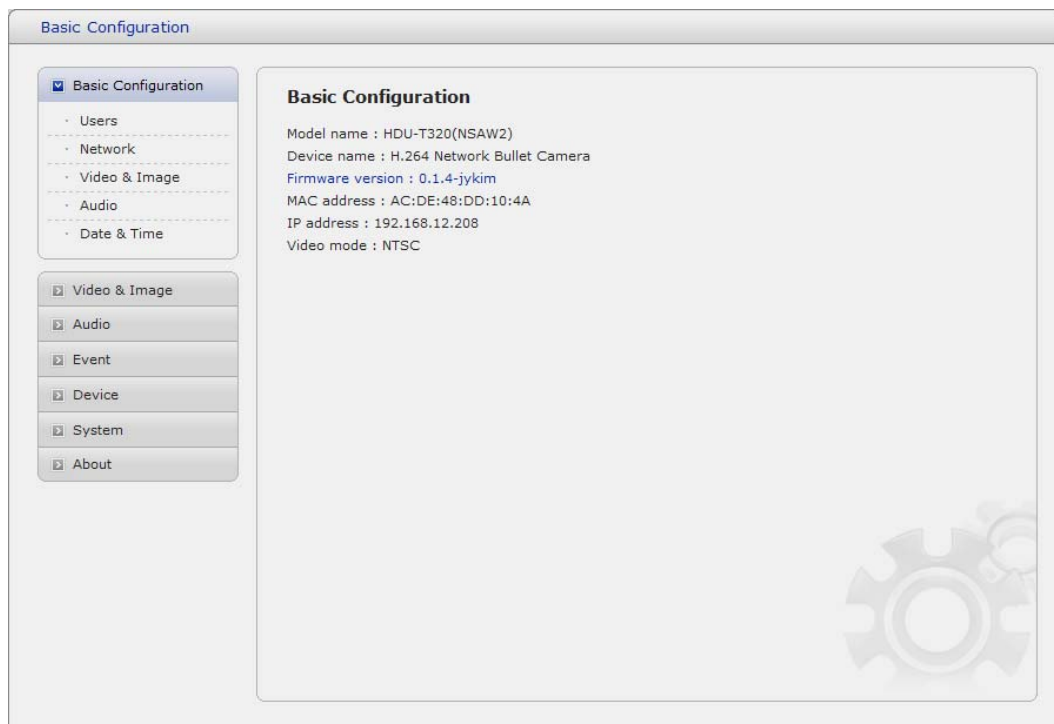 Basic Configuration
Basic Configuration
· Users
· Network
· Video & Image
· Audio
· Date & Time
Video & Image
Audio
Event
Device
System
About
Basic Configuration
Model name : HDU-T320(NSAW2)
Device name : H.264 Network Bullet Camera
Firmware version : 0.1.4-jykim
MAC address : AC:DE:48:DD:10:4A
IP address : 192.168.12.208
Video mode : NTSC